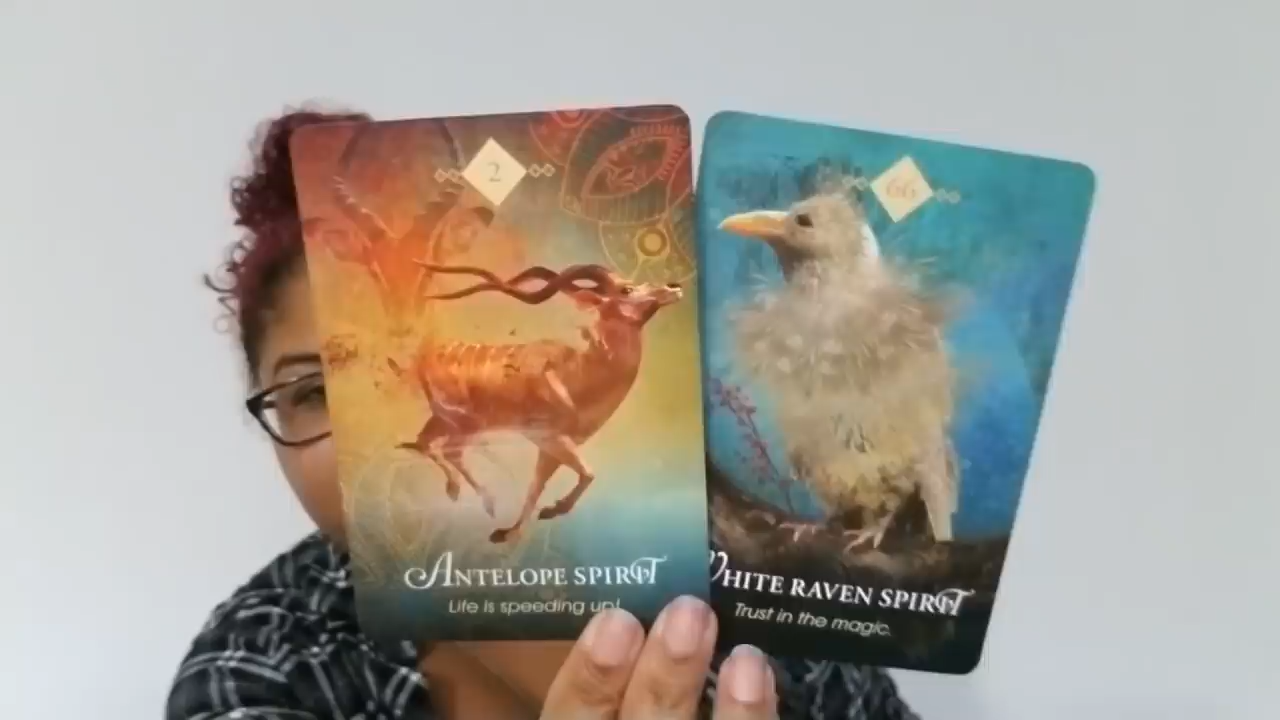 2
ANTELOPE SPIRIT
Life is speeding up!
66
WHITE RAVEN SPIRIT
Trust in the magic.